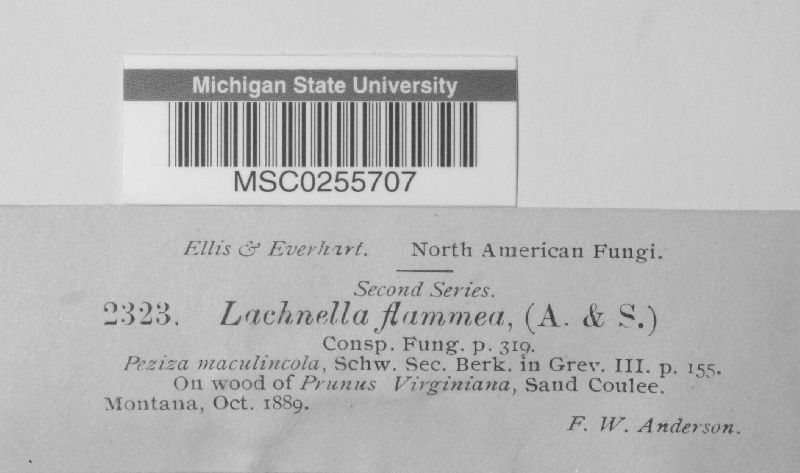 Michigan State University
MSC0255707
Ellis & Everhart. North American Fungi.
Second Series.
2323. Lachnella flammea, (A. & S.)
Consp. Fung. p. 319.
Peziza maculincola, Schw. Sec. Berk. in Grev. III. p. 155.
On wood of Prunus Virginiana, Sand Coulee.
Montana, Oct. 1889.
F. W. Anderson.